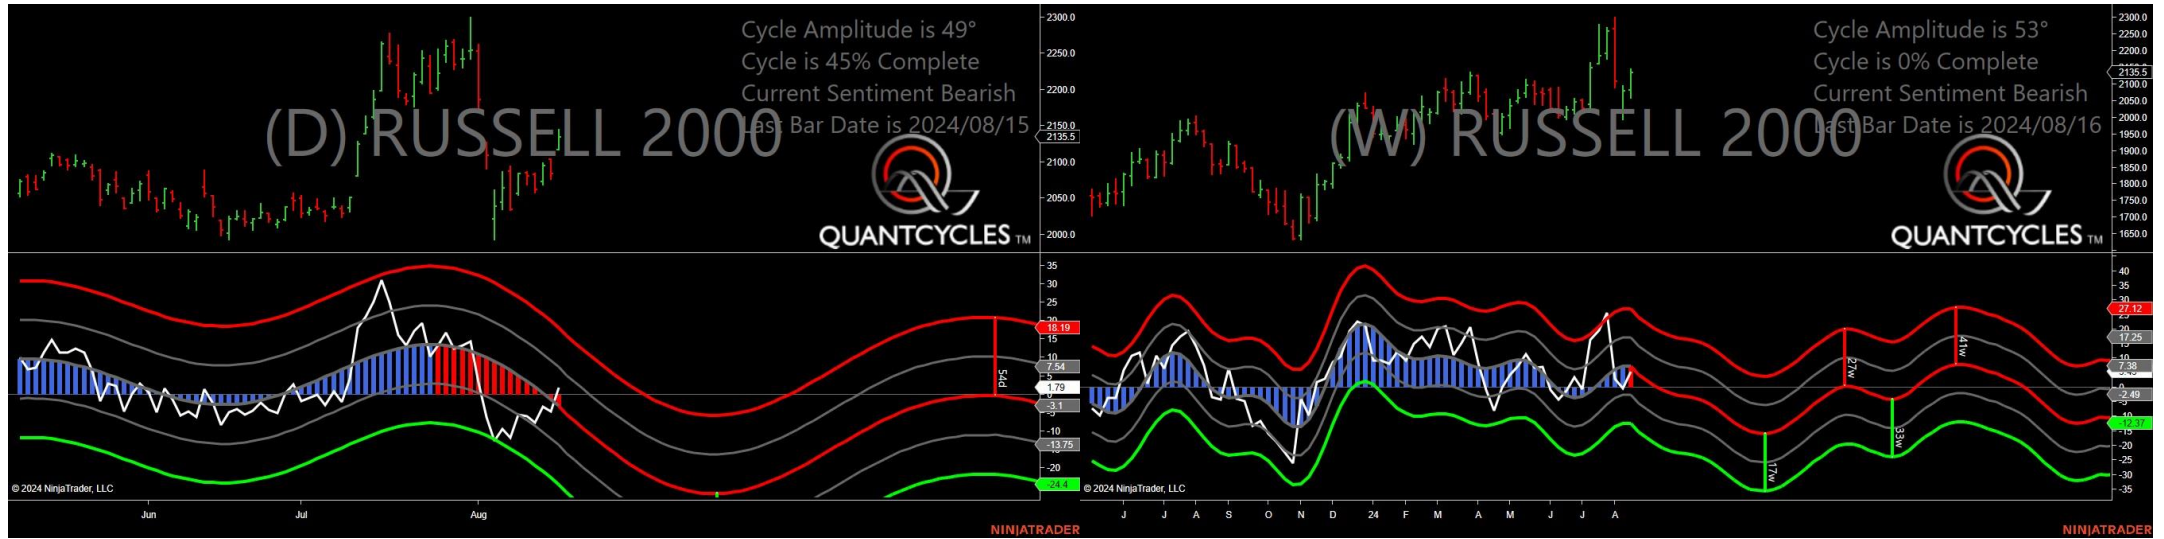 Cycle Amplitude is 49°
Cycle is 45% Complete
Current Sentiment Bearish
Last Bar Date is 2024/08/15
(D) RUSSELL 2000
QUANTCYCLES TM
2300.0
2250.0
2200.0
2150.0
2135.5
2100.0
2050.0
2000.0
35
30
25
20
18.19
15
10
7.54
5
1.79
0
-3.1
-5
-10
-13.75
-20
-24.4
54d
© 2024 NinjaTrader, LLC
Jun Jul Aug
NINJATRADER
Cycle Amplitude is 53°
Cycle is 0% Complete
Current Sentiment Bearish
Last Bar Date is 2024/08/16
(W) RUSSELL 2000
QUANTCYCLES TM
2300.0
2250.0
2200.0
2135.5
2100.0
2050.0
2000.0
1950.0
1900.0
1850.0
1800.0
1750.0
1700.0
1650.0
40
35
30
27.12
20
17.25
10
7.38
0
-2.49
-5
-10
-12.37
-15
-20
-25
-30
-35
17w
27w
33w
41w
© 2024 NinjaTrader, LLC
J J A S O N D 24 F M A M J J A
NINJATRADER